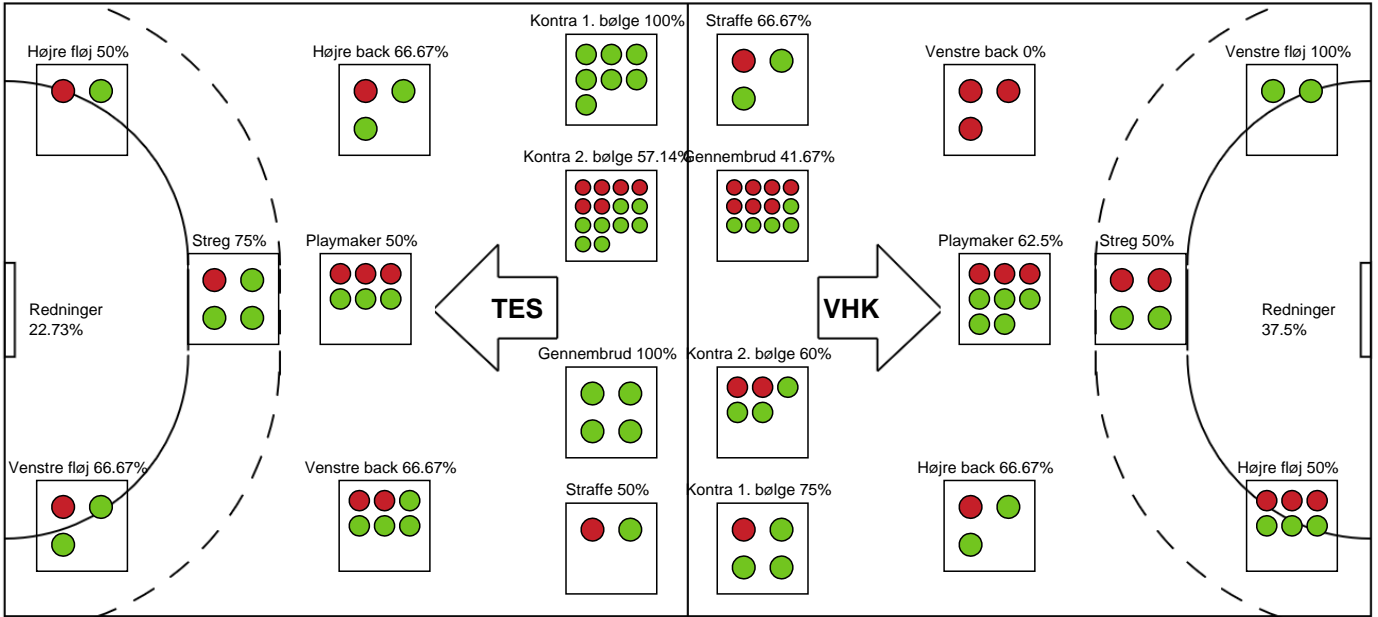 Kontra 1. bølge 100%
Straffe 66.67%
Højre fløj 50%
Højre back 66.67%
Venstre back 0%
Venstre fløj 100%
Kontra 2. bølge 57.14%
Gennembrud 41.67%
Streg 75%
Playmaker 50%
Playmaker 62.5%
Streg 50%
Redninger
22.73%
TES
VHK
Redninger
37.5%
Gennembrud 100%
Kontra 2. bølge 60%
Venstre fløj 66.67%
Venstre back 66.67%
Straffe 50%
Kontra 1. bølge 75%
Højre back 66.67%
Højre fløj 50%